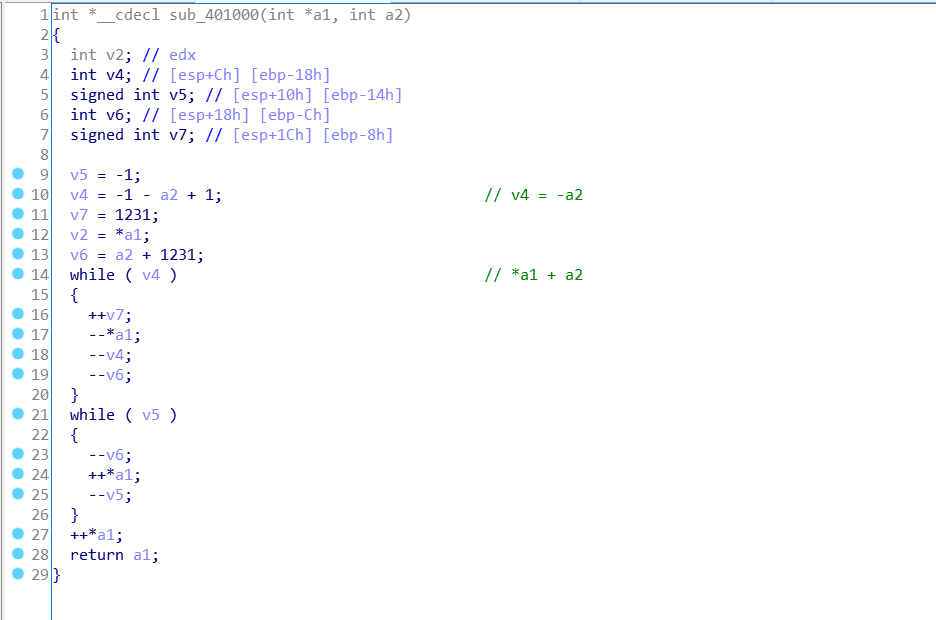 1 int *__cdecl sub_401000(int *a1, int a2)
2 {
3 int v2; // edx
4 int v4; // [esp+Ch] [ebp-18h]
5 signed int v5; // [esp+10h] [ebp-14h]
6 int v6; // [esp+18h] [ebp-Ch]
7 signed int v7; // [esp+1Ch] [ebp-8h]
8
9 v5 = -1;
10 v4 = -1 - a2 + 1; // v4 = -a2
11 v7 = 1231;
12 v2 = *a1;
13 v6 = a2 + 1231;
14 while ( v4 ) // *a1 + a2
15 {
16 ++v7;
17 --*a1;
18 --v4;
19 --v6;
20 }
21 while ( v5 )
22 {
23 --v6;
24 ++*a1;
25 --v5;
26 }
27 ++*a1;
28 return a1;
29 }